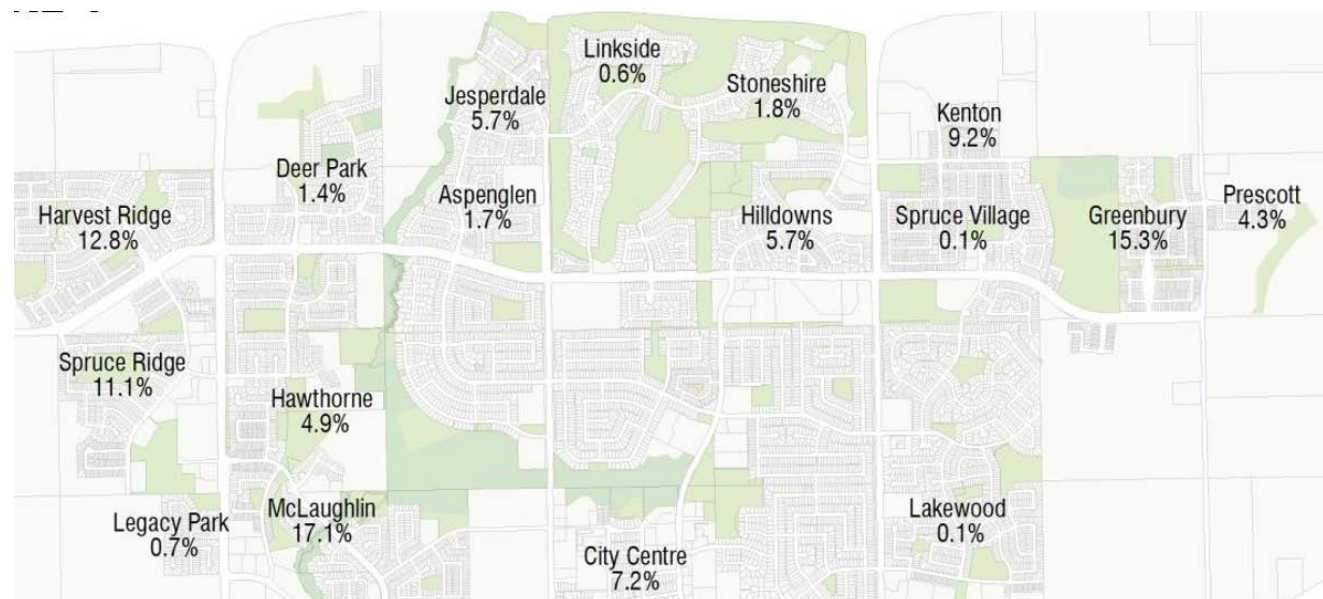 Linkside
0.6%
Stoneshire
1.8%
Jesperdale
5.7%
Kenton
9.2%
Deer Park
1.4%
Aspenglen
1.7%
Harvest Ridge
12.8%
Hilldowns
5.7%
Spruce Village
0.1%
Greenbury
15.3%
Prescott
4.3%
Spruce Ridge
11.1%
Hawthorne
4.9%
Legacy Park
0.7%
McLaughlin
17.1%
City Centre
7.2%
Lakewood
0.1%